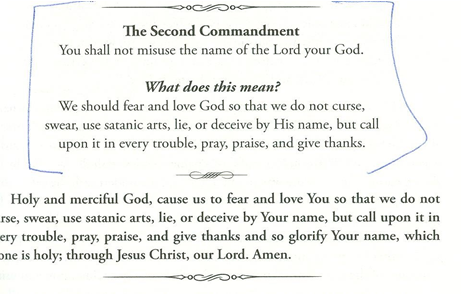 The Second Commandment
You shall not misuse the name of the Lord your God.
What does this mean?
We should fear and love God so that we do not curse,
swear, use satanic arts, lie, or deceive by His name, but call
upon it in every trouble, pray, praise, and give thanks.
Holy and merciful God, cause us to fear and love You so that we do not
rse, swear, use satanic arts, lie, or deceive by Your name, but call upon it in
ery trouble, pray, praise, and give thanks and so glorify Your name, which
one is holy; through Jesus Christ, our Lord. Amen.